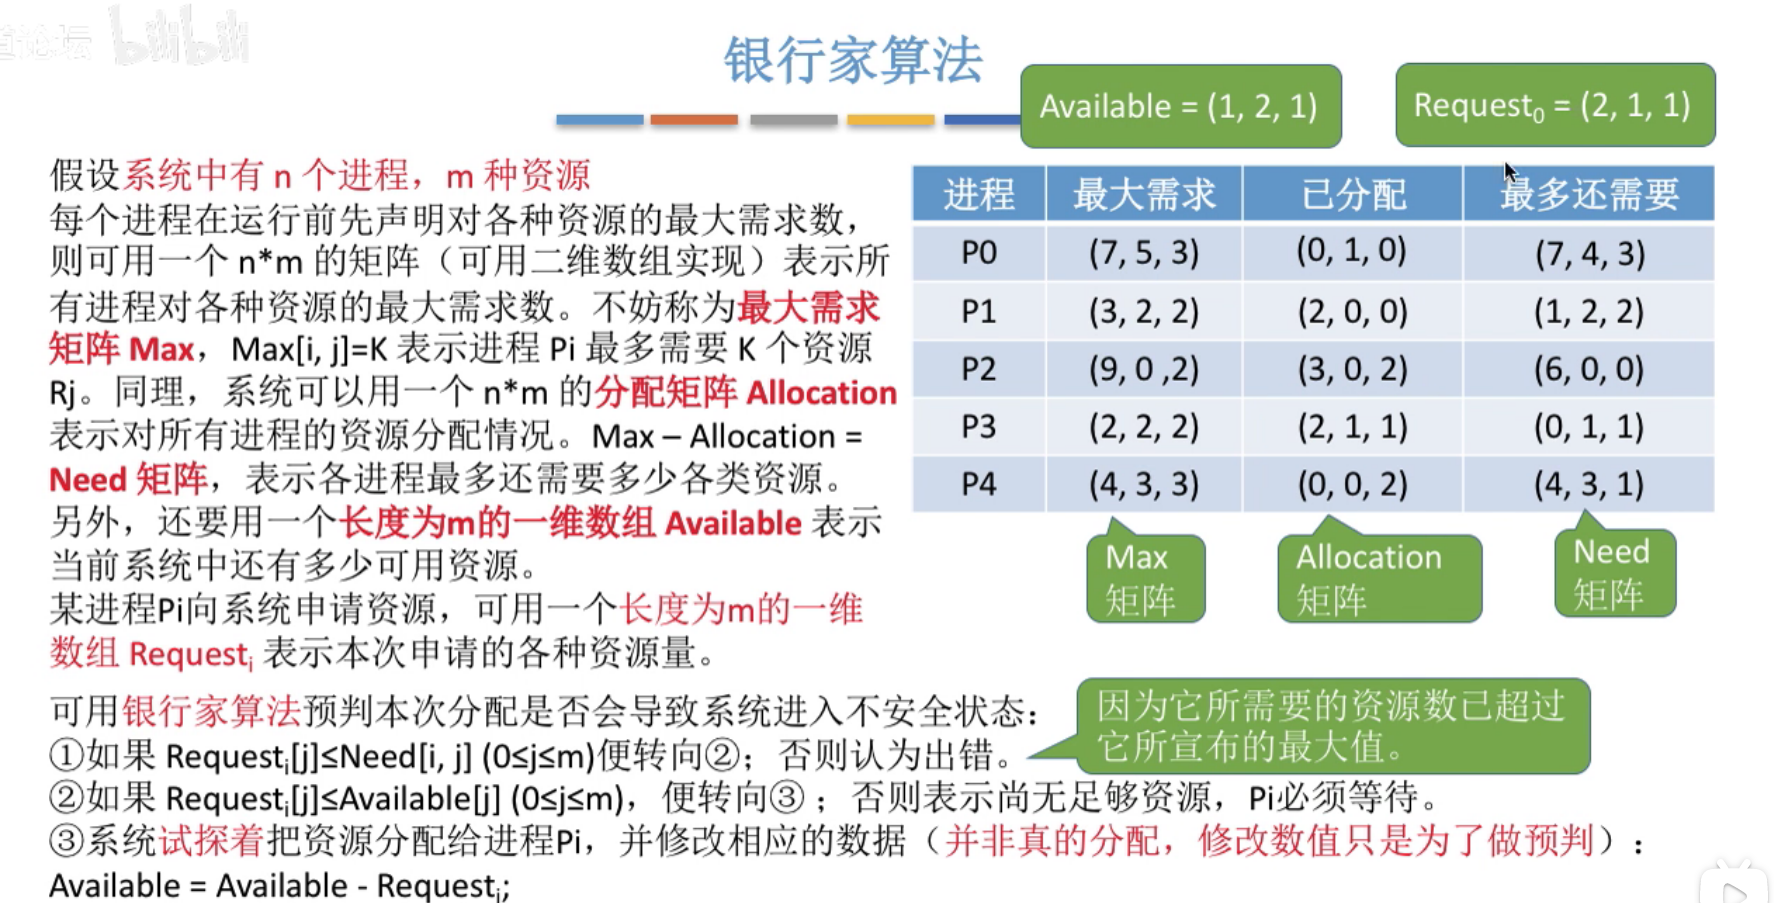 道论坛 bilibili
银行家算法
Available = (1, 2, 1)
Request0 = (2, 1, 1)
假设系统中有 n 个进程，m 种资源
每个进程在运行前先声明对各种资源的最大需求数，
则可用一个 n*m 的矩阵（可用二维数组实现）表示所
有进程对各种资源的最大需求数。不妨称为最大需求
矩阵 Max，Max[i, j]=K 表示进程 Pi 最多需要 K 个资源
Rj。同理，系统可以用一个 n*m 的分配矩阵 Allocation
表示对所有进程的资源分配情况。Max – Allocation =
Need 矩阵，表示各进程最多还需要多少各类资源。
另外，还要用一个长度为m的一维数组 Available 表示
当前系统中还有多少可用资源。
某进程Pi向系统申请资源，可用一个长度为m的一维
数组 Requesti 表示本次申请的各种资源量。
进程 最大需求 已分配 最多还需要
P0 (7, 5, 3) (0, 1, 0) (7, 4, 3)
P1 (3, 2, 2) (2, 0, 0) (1, 2, 2)
P2 (9, 0 ,2) (3, 0, 2) (6, 0, 0)
P3 (2, 2, 2) (2, 1, 1) (0, 1, 1)
P4 (4, 3, 3) (0, 0, 2) (4, 3, 1)
Max
矩阵
Allocation
矩阵
Need
矩阵
可用银行家算法预判本次分配是否会导致系统进入不安全状态：
①如果 Requesti[j]≤Need[i, j] (0≤j≤m)便转向②；否则认为出错。
因为它所需要的资源数已超过
它所宣布的最大值。
②如果 Requesti[j]≤Available[j] (0≤j≤m)，便转向③；否则表示尚无足够资源，Pi必须等待。
③系统试探着把资源分配给进程Pi，并修改相应的数据（并非真的分配，修改数值只是为了做预判）：
Available = Available - Requesti;